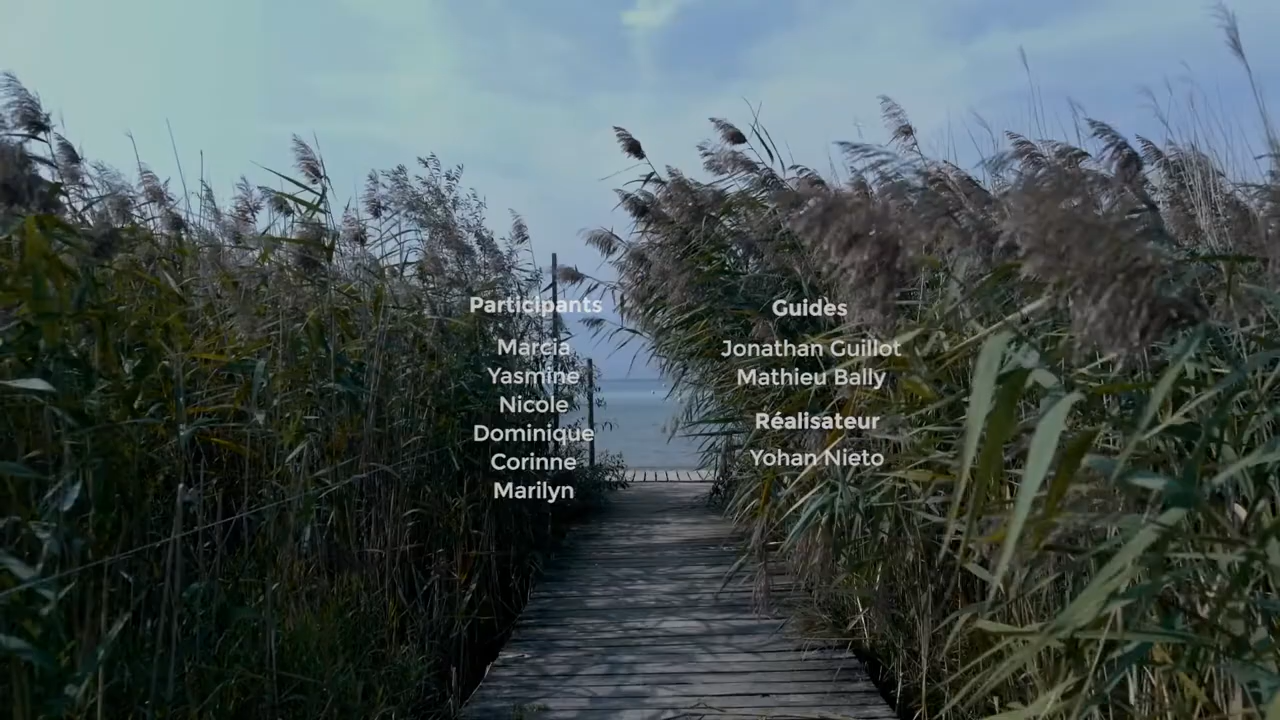 Participants
Marcia
Yasmine
Nicole
Dominique
Corinne
Marilyn
Guides
Jonathan Guillot
Mathieu Bally
Réalisateur
Yohan Nieto